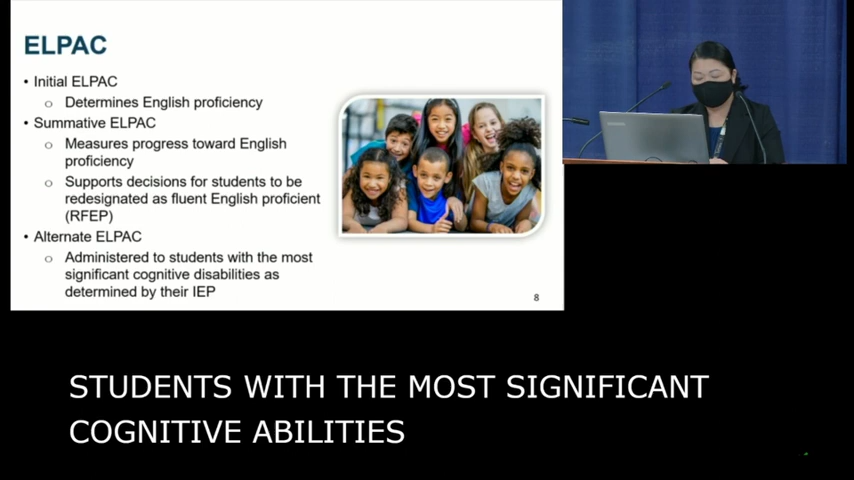 ELPAC
• Initial ELPAC
o Determines English proficiency
• Summative ELPAC
o Measures progress toward English
proficiency
o Supports decisions for students to be
redesignated as fluent English proficient
(RFEP)
• Alternate ELPAC
o Administered to students with the most
significant cognitive disabilities as
determined by their IEP
8
STUDENTS WITH THE MOST SIGNIFICANT
COGNITIVE ABILITIES